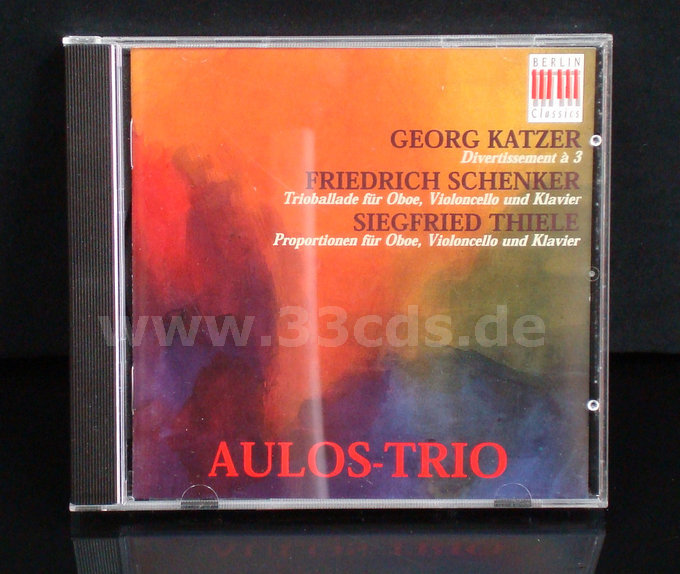 BERLIN
Classics
GEORG KATZER
Divertissement à 3
FRIEDRICH SCHENKER
Trioballade für Oboe, Violoncello und Klavier
SIEGFRIED THIELE
Proportionen für Oboe, Violoncello und Klavier
www.33cds.de
AULOS-TRIO